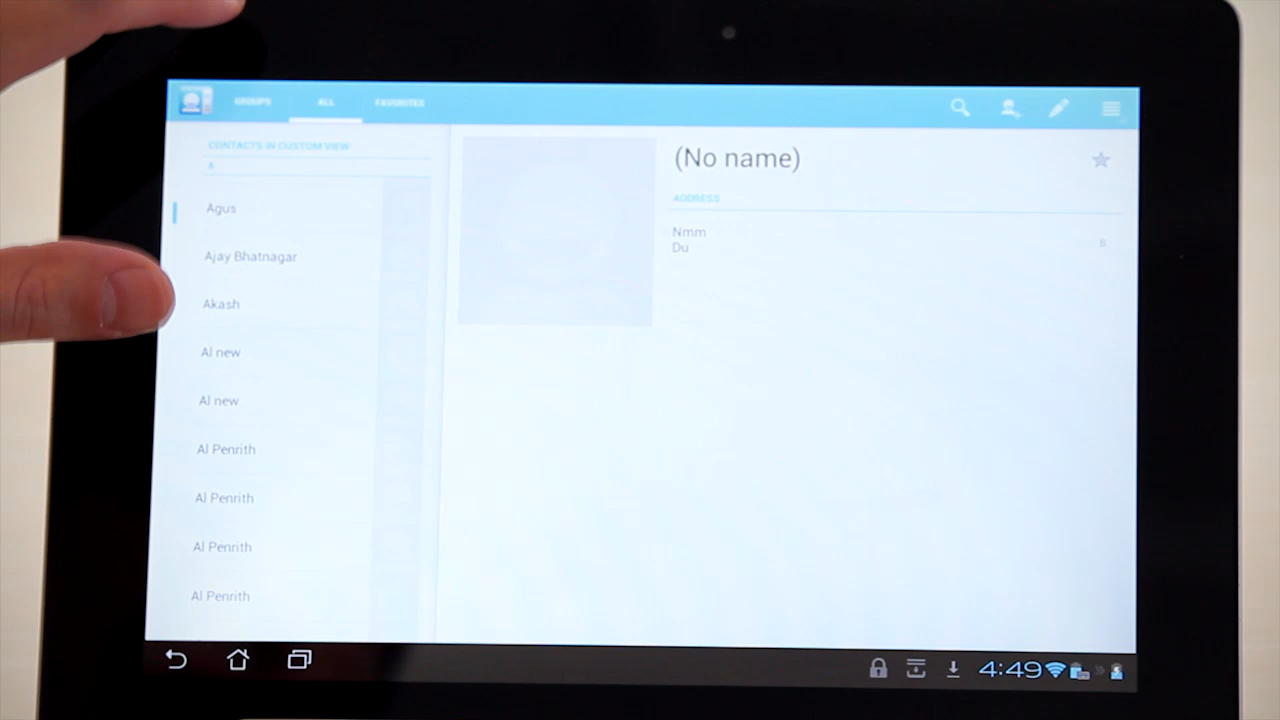 GROUPS
ALL
FAVORITES
CONTACTS IN CUSTOM VIEW
A
Agus
Ajay Bhatnagar
Akash
Al new
Al new
Al Penrith
Al Penrith
Al Penrith
Al Penrith
(No name)
ADDRESS
Nmm
Du
4:49